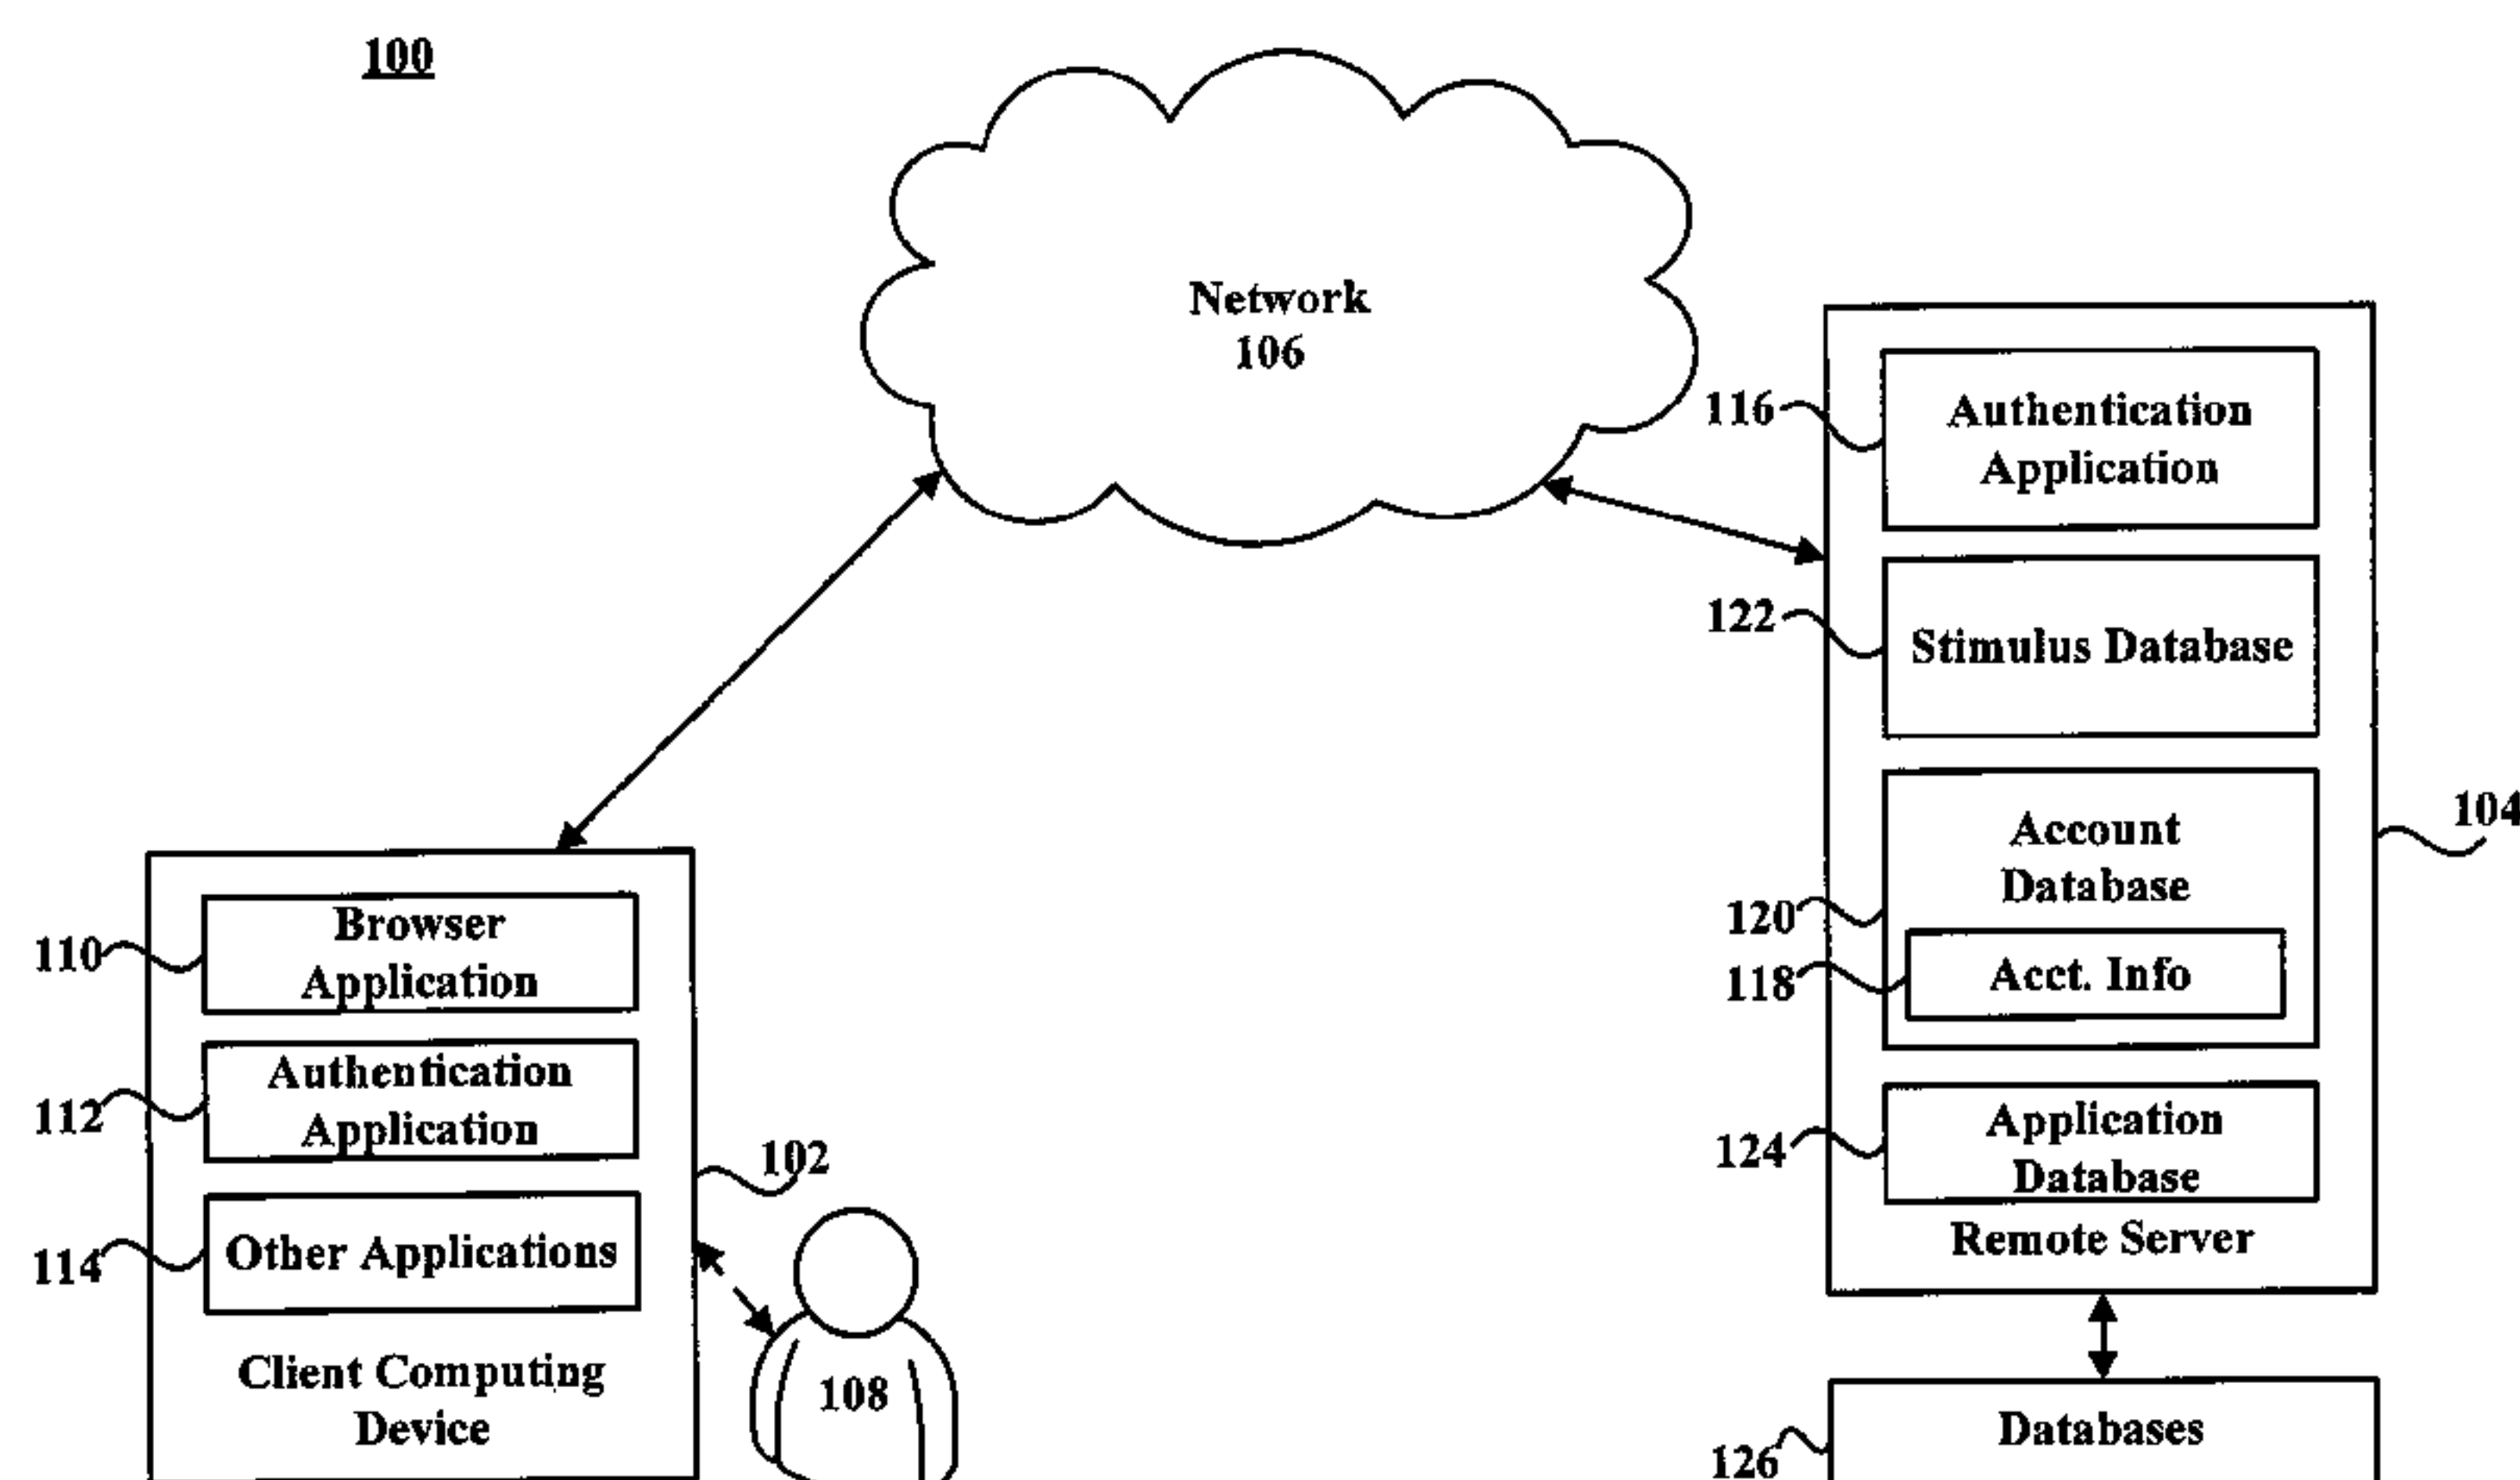 100
Network
106
116
Authentication
Application
122
Stimulus Database
Account
Database
104
120
118
Acct. Info
124
Application
Database
Remote Server
126
Databases
110
Browser
Application
112
Authentication
Application
102
114
Other Applications
Client Computing
Device
108